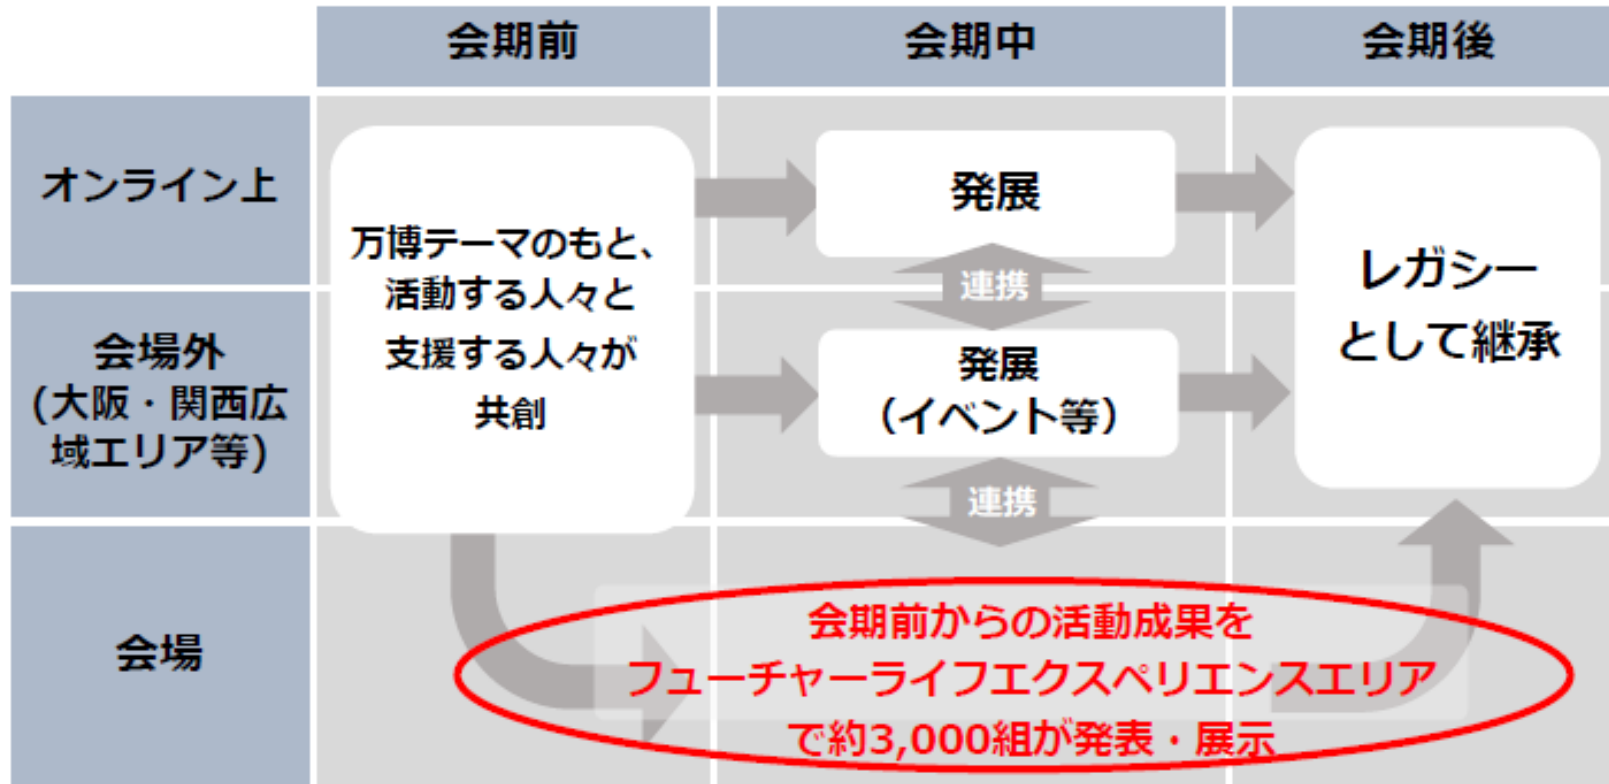 会期前
会期中
会期後
オンライン上
万博テーマのもと、
活動する人々と
支援する人々が
共創
発展
連携
レガシー
として継承
会場外
(大阪・関西広
域エリア等)
発展
（イベント等）
連携
会場
会期前からの活動成果を
フューチャーライフエクスペリエンスエリア
で約3,000組が発表・展示